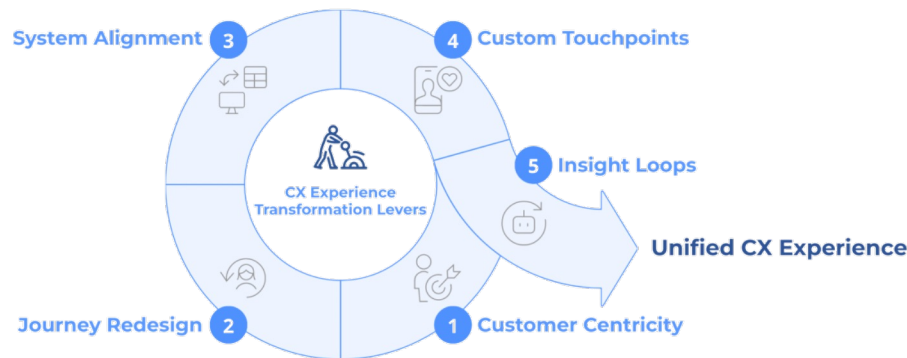 System Alignment 3
4 Custom Touchpoints
5 Insight Loops
CX Experience
Transformation Levers
Unified CX Experience
Journey Redesign 2
1 Customer Centricity